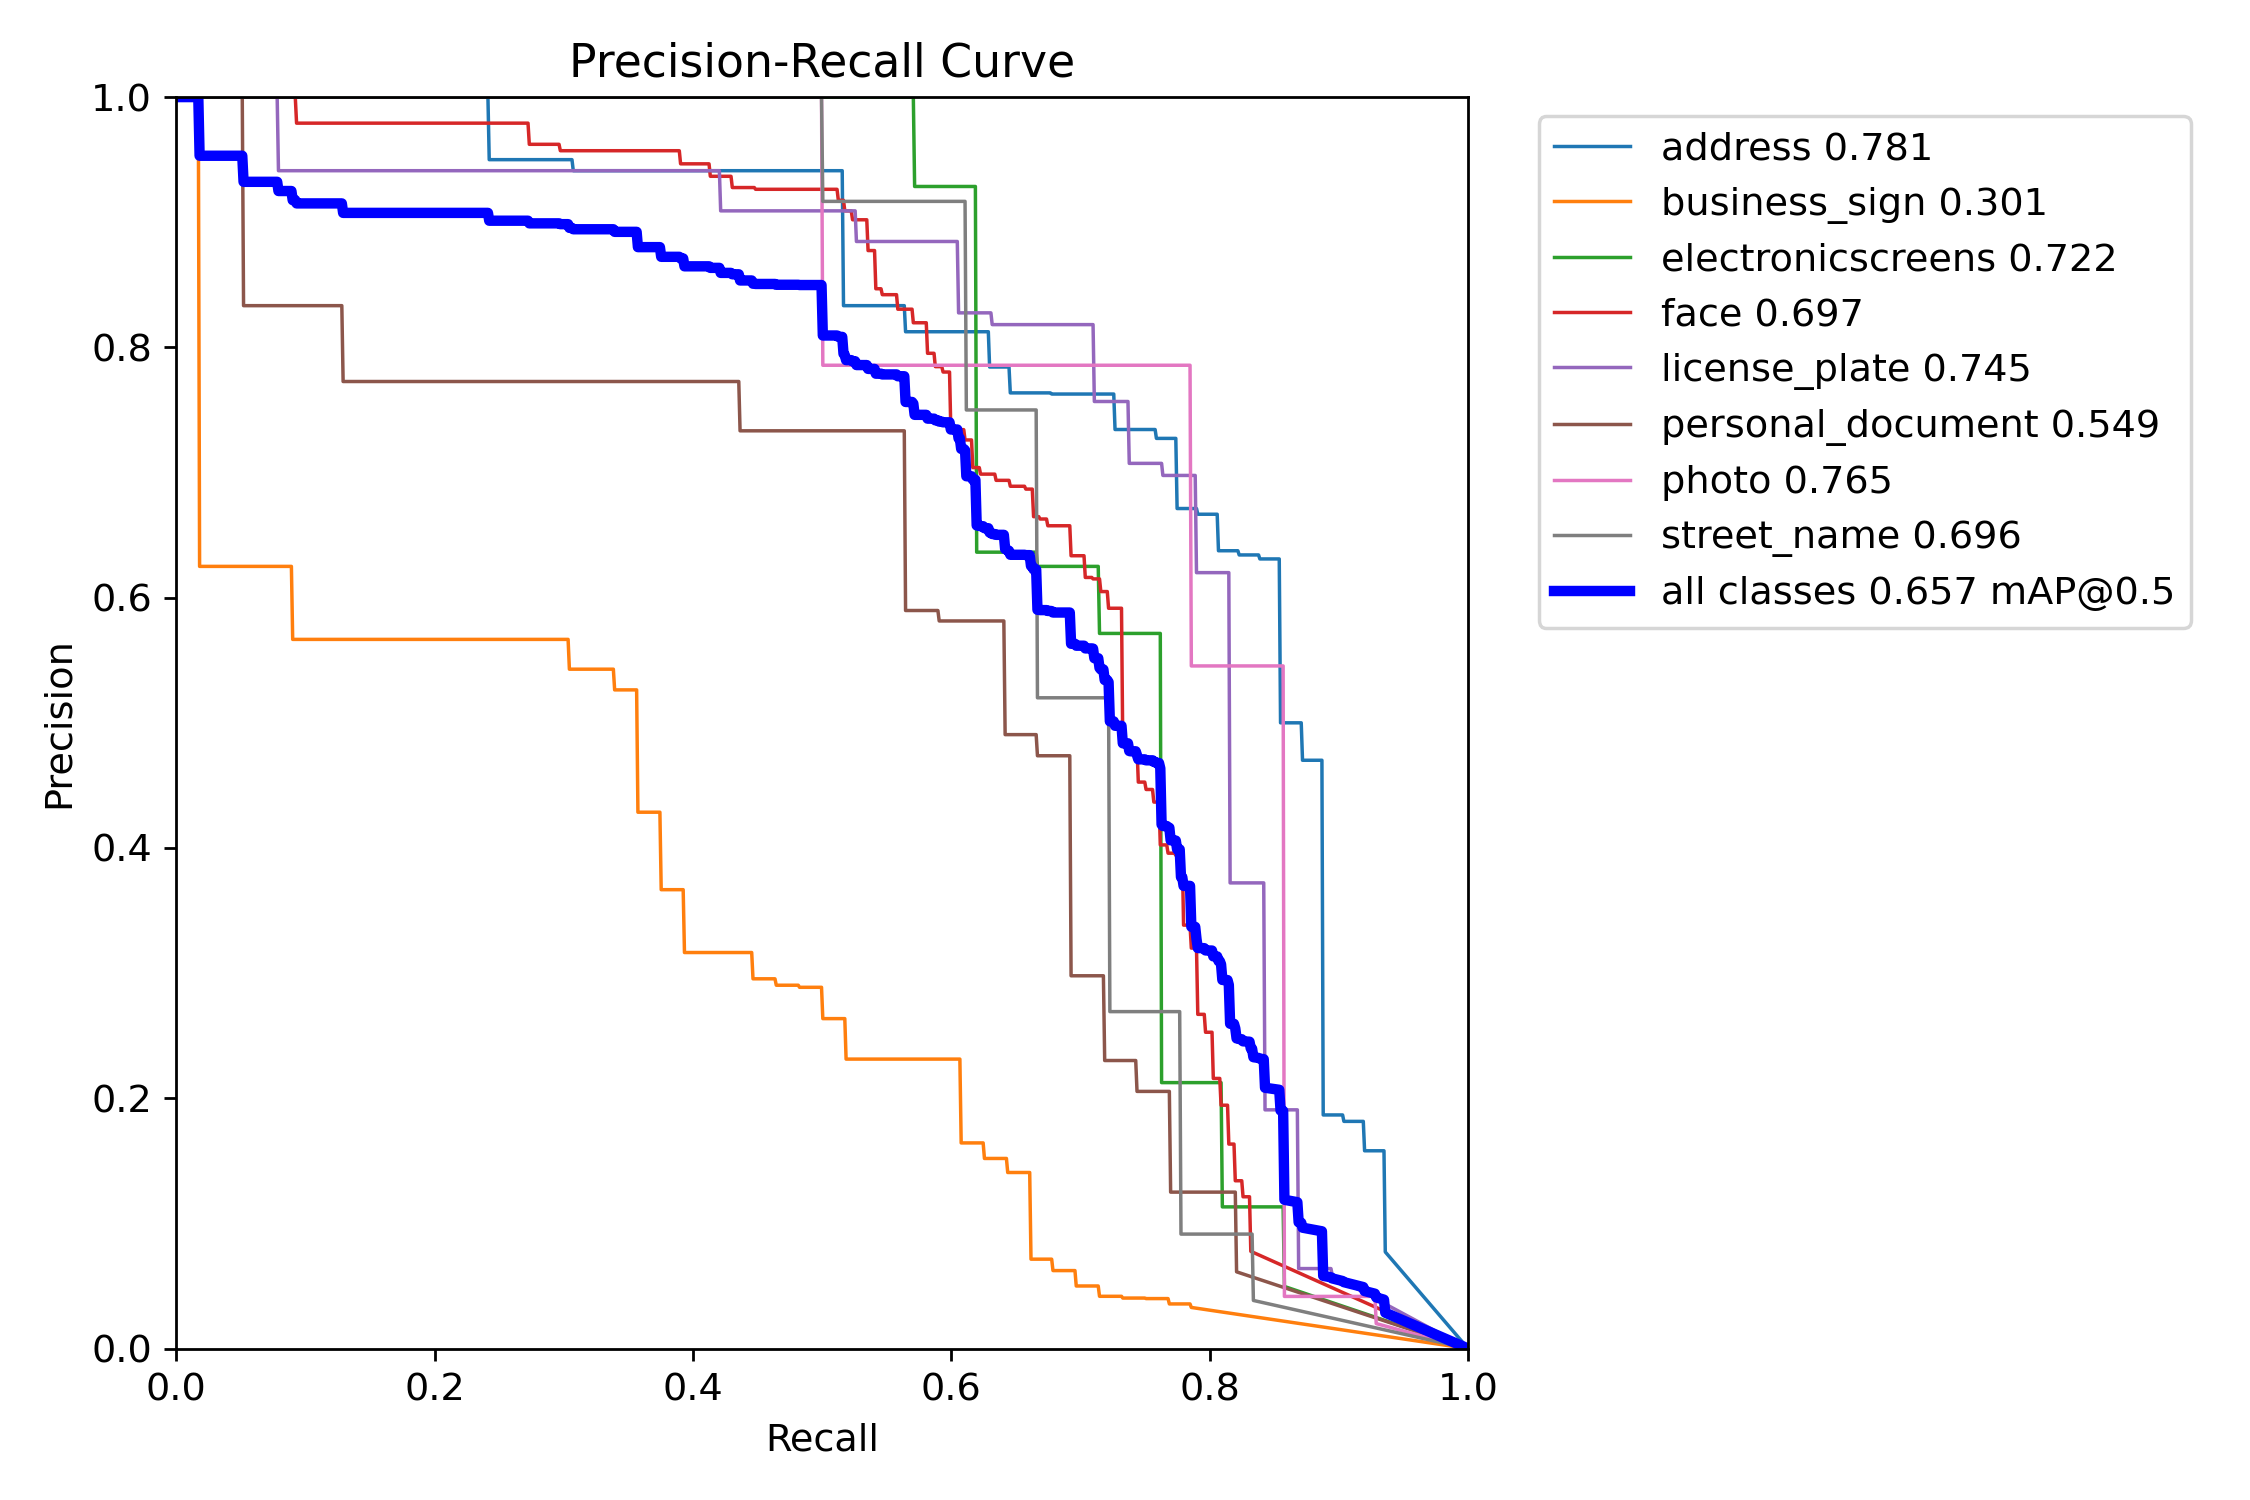 Precision-Recall Curve
1.0
0.8
0.6
0.4
0.2
0.0
Precision
0.0 0.2 0.4 0.6 0.8 1.0
Recall
address 0.781
business_sign 0.301
electronicscreens 0.722
face 0.697
license_plate 0.745
personal_document 0.549
photo 0.765
street_name 0.696
all classes 0.657 mAP@0.5